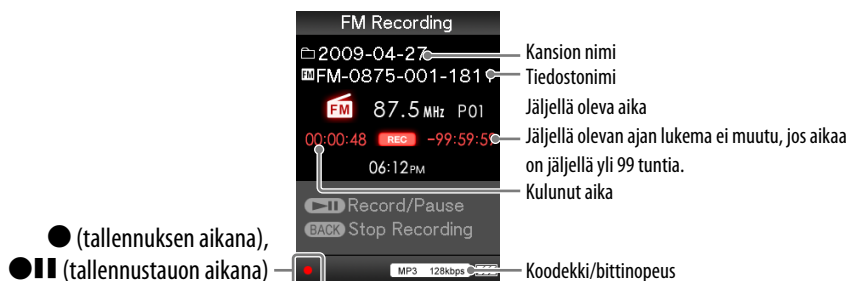 FM Recording
2009-04-27
FM-0875-001-181
FM 87.5 MHz P01
00:00:48 REC -99:59:59
06:12PM
Record/Pause
BACK Stop Recording
MP3 128kbps
Kansion nimi
Tiedostonimi
Jäljellä oleva aika
Jäljellä olevan ajan lukema ei muutu, jos aikaa
on jäljellä yli 99 tuntia.
Kulunut aika
Koodekki/bittinopeus
(tallennuksen aikana),
(tallennustauon aikana)